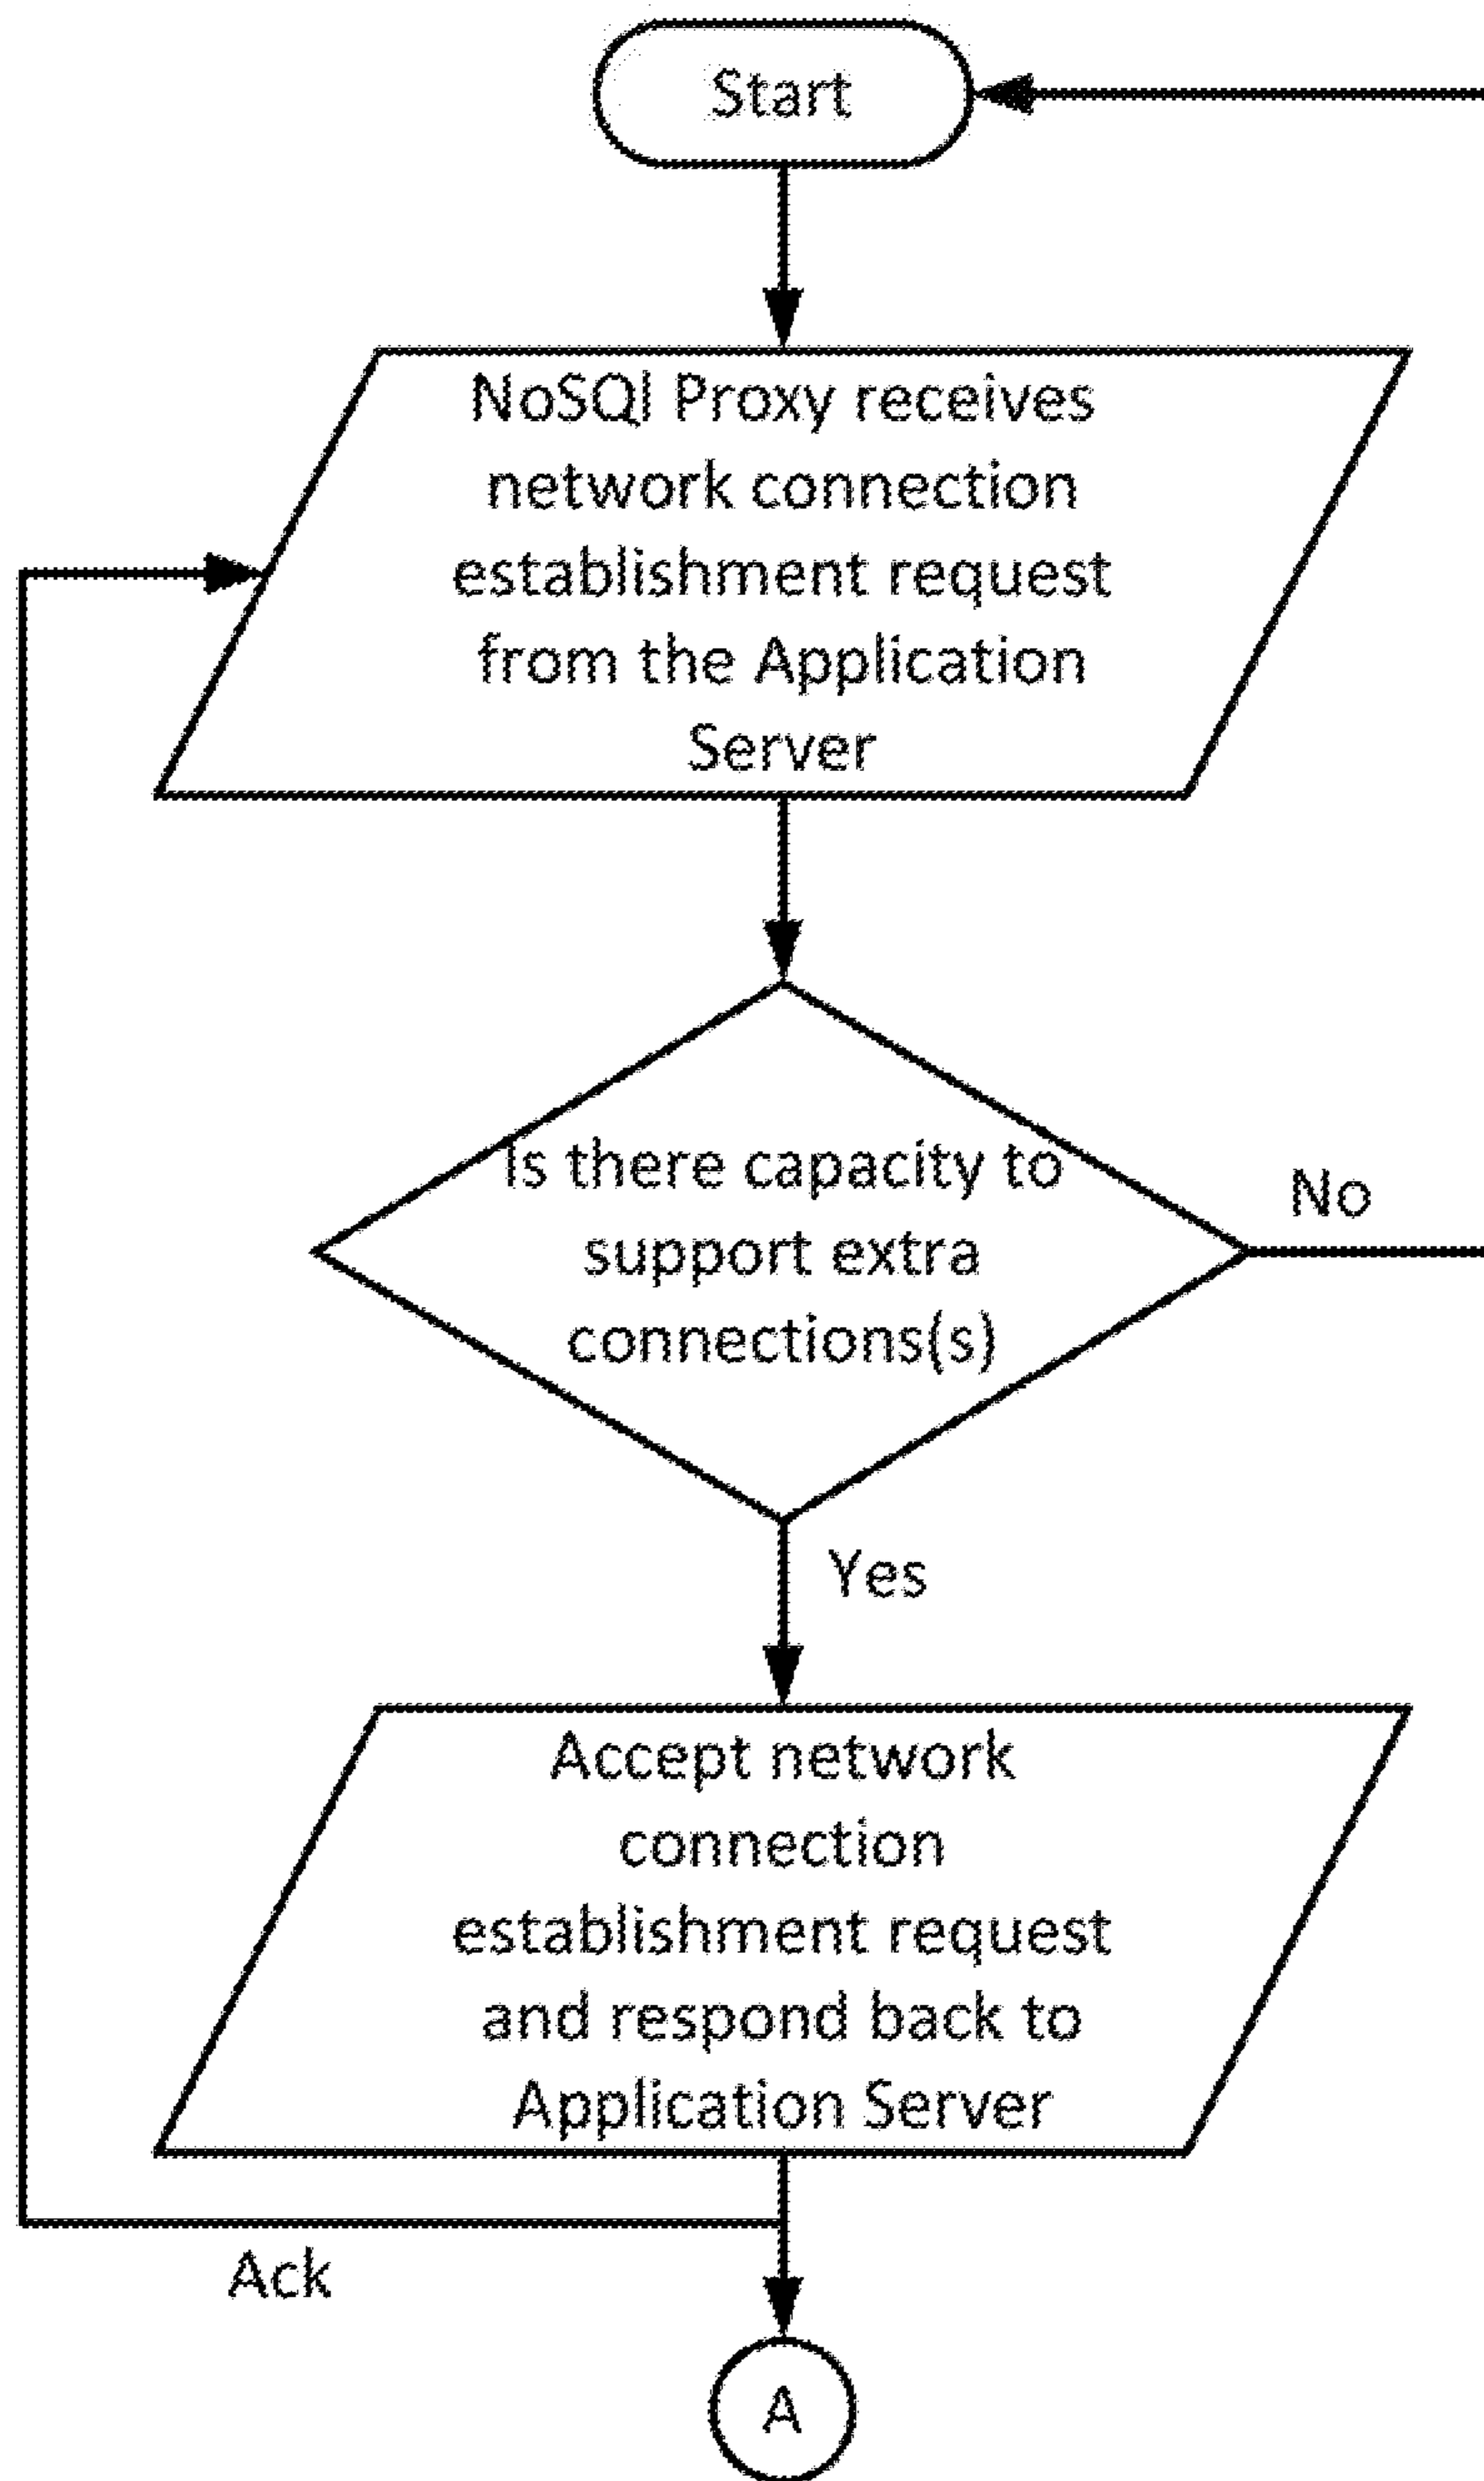 Start
NoSQl Proxy receives
network connection
establishment request
from the Application
Server
Is there capacity to
support extra
connections(s)
No
Yes
Accept network
connection
establishment request
and respond back to
Application Server
Ack
A